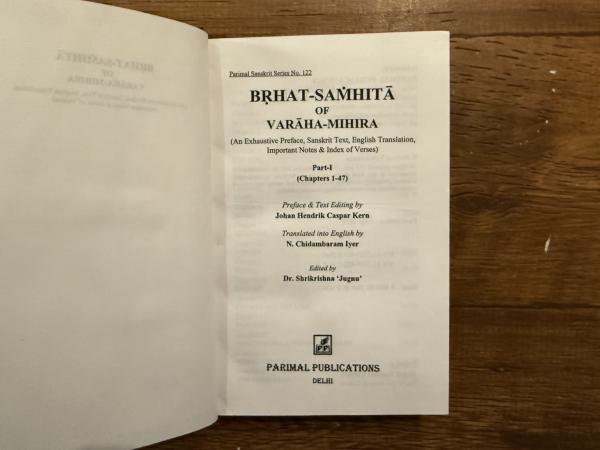 Parimal Sanskrit Series No. 122
BṚHAT-SAṀHITĀ
OF
VARĀHA-MIHIRA
(An Exhaustive Preface, Sanskrit Text, English Translation,
Important Notes & Index of Verses)
Part-I
(Chapters 1-47)
Preface & Text Editing by
Johan Hendrik Caspar Kern
Translated into English by
N. Chidambaram Iyer
Edited by
Dr. Shrikrishna 'Jugnu'
PARIMAL PUBLICATIONS
DELHI